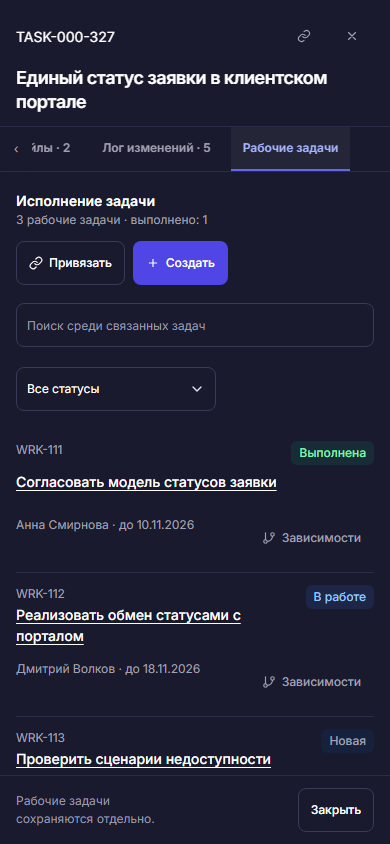 TASK-000-327
Единый статус заявки в клиентском
портале
йлы · 2
Лог изменений · 5
Рабочие задачи
Исполнение задачи
3 рабочие задачи · выполнено: 1
Привязать
Создать
Поиск среди связанных задач
Все статусы
WRK-111
Выполнена
Согласовать модель статусов заявки
Анна Смирнова · до 10.11.2026
Зависимости
WRK-112
В работе
Реализовать обмен статусами с
порталом
Дмитрий Волков · до 18.11.2026
Зависимости
WRK-113
Новая
Проверить сценарии недоступности
Рабочие задачи
сохраняются отдельно.
Закрыть